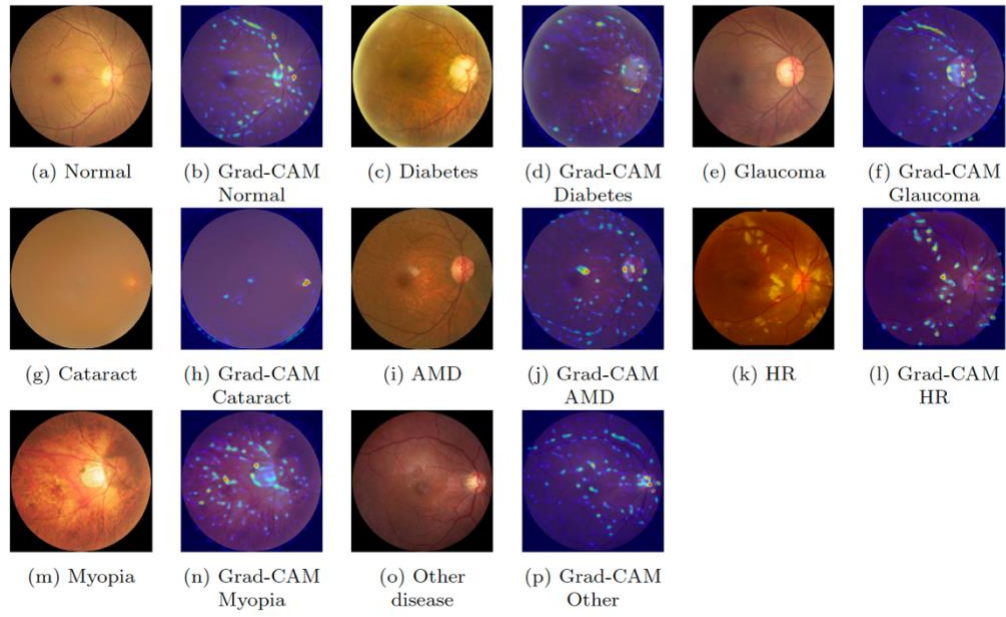 (a) Normal
(b) Grad-CAM
Normal
(c) Diabetes
(d) Grad-CAM
Diabetes
(e) Glaucoma
(f) Grad-CAM
Glaucoma
(g) Cataract
(h) Grad-CAM
Cataract
(i) AMD
(j) Grad-CAM
AMD
(k) HR
(l) Grad-CAM
HR
(m) Myopia
(n) Grad-CAM
Myopia
(o) Other
disease
(p) Grad-CAM
Other